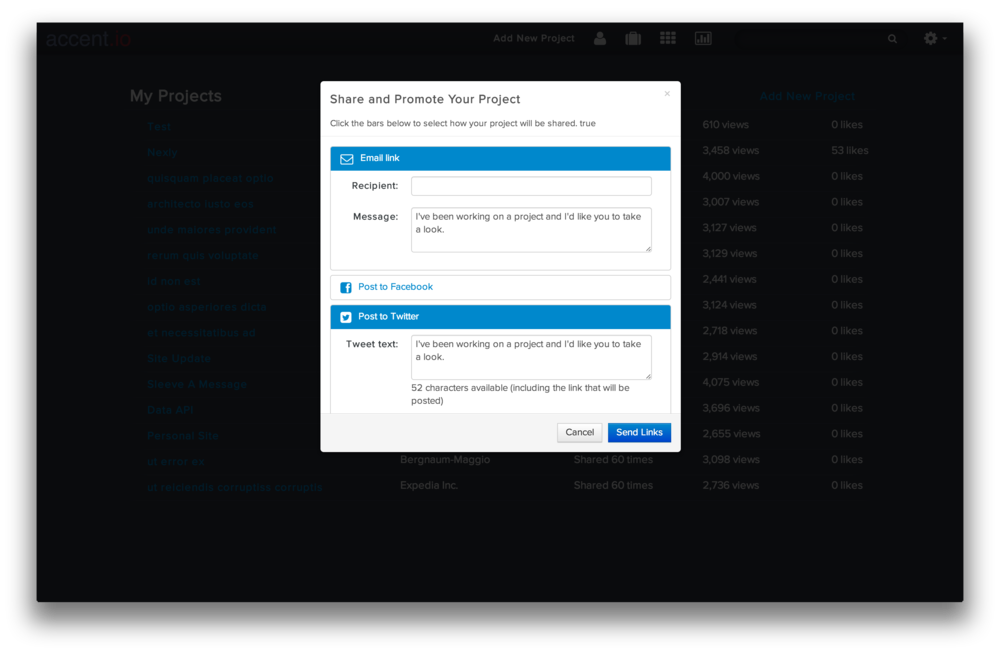 accent.io
Add New Project
My Projects
Add New Project
Share and Promote Your Project
×
Click the bars below to select how your project will be shared. true
Email link
Recipient:
Message:
I've been working on a project and I'd like you to take
a look.
Post to Facebook
Post to Twitter
Tweet text:
I've been working on a project and I'd like you to take
a look.
52 characters available (including the link that will be
posted)
Cancel
Send Links
Test 610 views 0 likes
3,458 views 53 likes
quisquam placeat optio 4,000 views 0 likes
architecto iusto eos 3,007 views 0 likes
unde maiores provident 3,127 views 0 likes
rerum quia voluptate 3,129 views 0 likes
id non est 2,441 views 0 likes
optio asperiores dicta 3,124 views 0 likes
et necessitatibus ad 2,718 views 0 likes
Site Update 2,914 views 0 likes
Sleeve A Message 4,075 views 0 likes
Data API 3,696 views 0 likes
Personal Site 2,655 views 0 likes
ut error ex Bergnaum-Maggio Shared 60 times 3,098 views 0 likes
reiciendis corruptiss corruptis Expedia Inc. Shared 60 times 2,736 views 0 likes